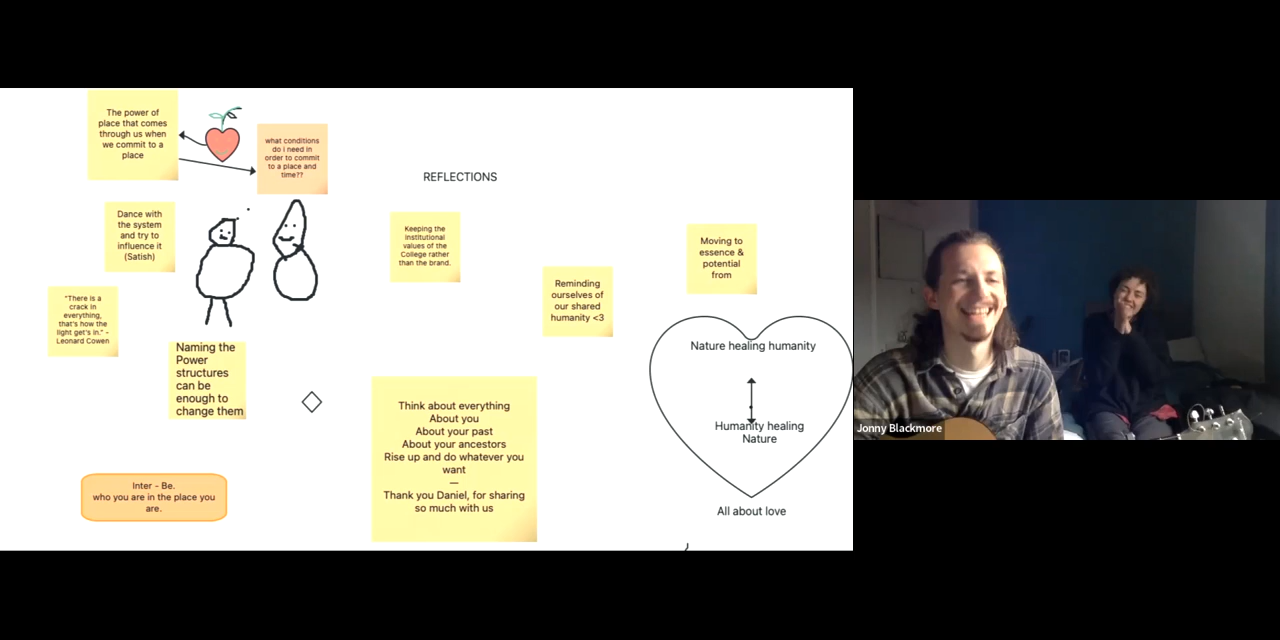 The power of
place that comes
through us when
we commit to a
place
what conditions
do i need in
order to commit
to a place and
time??
REFLECTIONS
Dance with
the system
and try to
influence it
(Satish)
Keeping the
institutional
values of the
College rather
than the brand.
Moving to
essence &
potential
from
Reminding
ourselves of
our shared
humanity <3
"There is a
crack in
everything,
that's how the
light get's in." -
Leonard Cowen
Naming the
Power
structures
can be
enough to
change them
Nature healing humanity
Humanity healing
Nature
All about love
Think about everything
About you
About your past
About your ancestors
Rise up and do whatever you
want
—
Thank you Daniel, for sharing
so much with us
Inter - Be.
who you are in the place you
are.
Jonny Blackmore